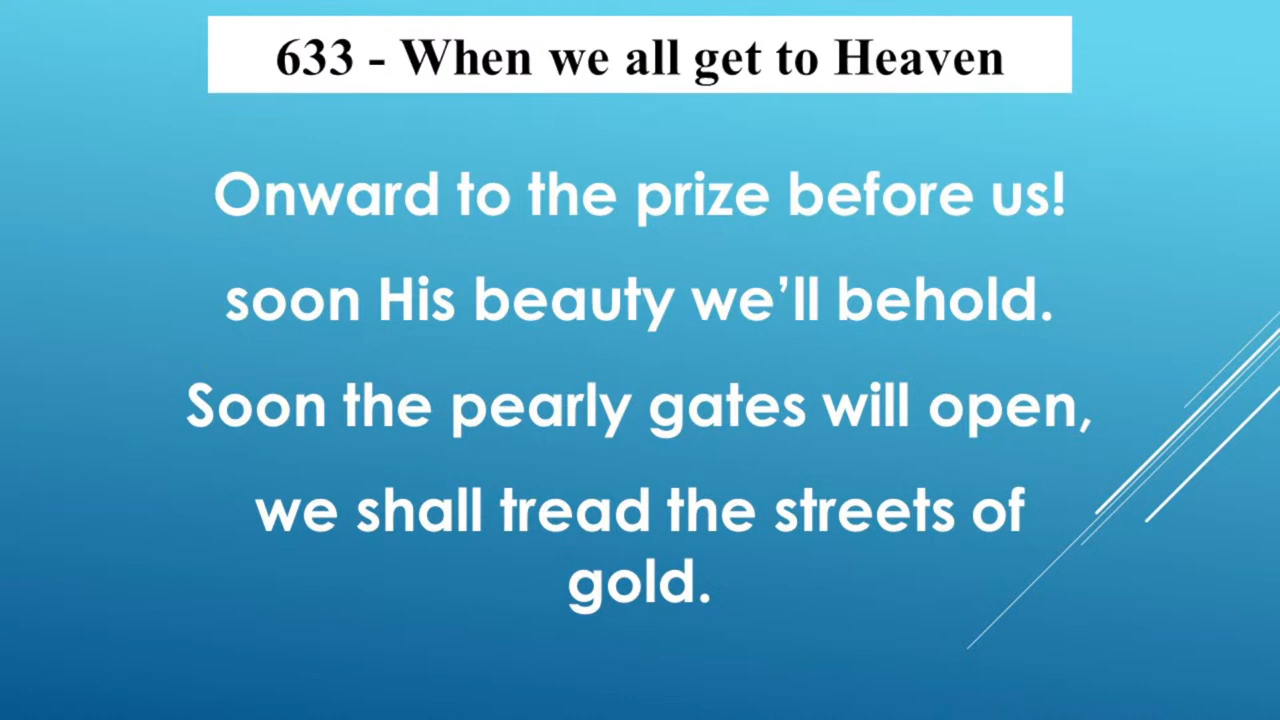 633 - When we all get to Heaven
Onward to the prize before us!
soon His beauty we’ll behold.
Soon the pearly gates will open,
we shall tread the streets of
gold.